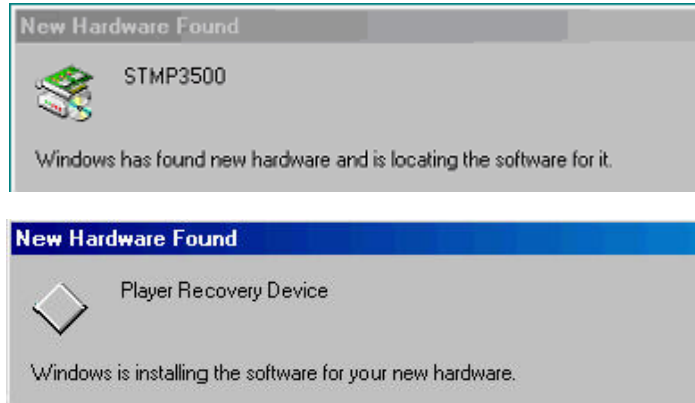 New Hardware Found
STMP3500
Windows has found new hardware and is locating the software for it.
New Hardware Found
Player Recovery Device
Windows is installing the software for your new hardware.